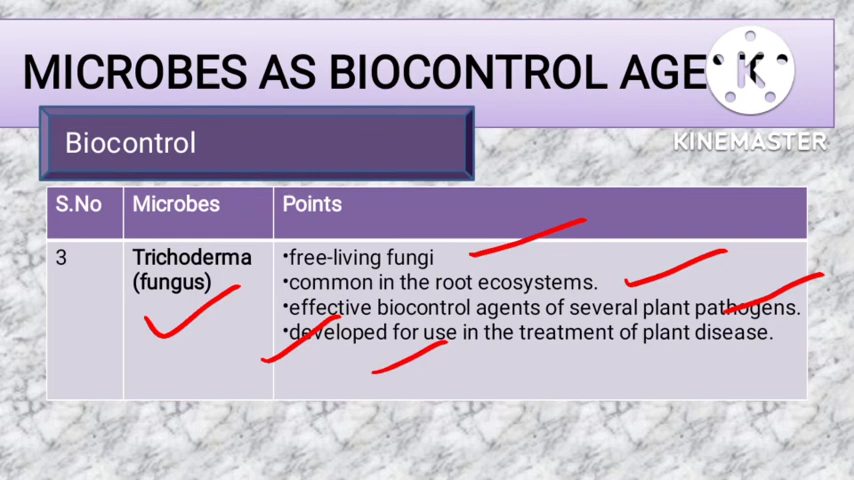 MICROBES AS BIOCONTROL AGE
K
KINEMASTER
Biocontrol
S.No Microbes Points
3 Trichoderma •free-living fungi
(fungus) •common in the root ecosystems.
•effective biocontrol agents of several plant pathogens.
•developed for use in the treatment of plant disease.